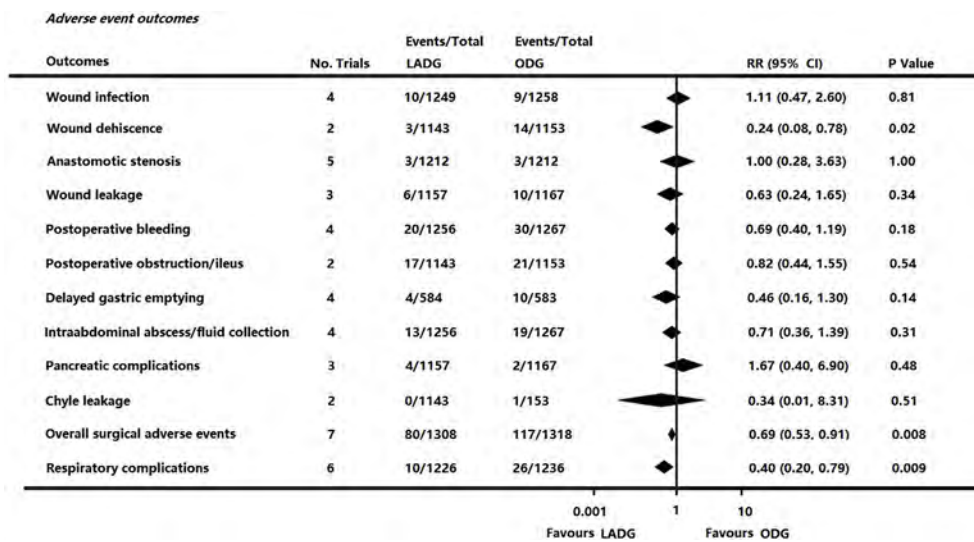 Adverse event outcomes
Events/Total Events/Total
Outcomes No. Trials LADG ODG RR (95% CI) P Value
Wound infection 4 10/1249 9/1258 1.11 (0.47, 2.60) 0.81
Wound dehiscence 2 3/1143 14/1153 0.24 (0.08, 0.78) 0.02
Anastomotic stenosis 5 3/1212 3/1212 1.00 (0.28, 3.63) 1.00
Wound leakage 3 6/1157 10/1167 0.63 (0.24, 1.65) 0.34
Postoperative bleeding 4 20/1256 30/1267 0.69 (0.40, 1.19) 0.18
Postoperative obstruction/ileus 2 17/1143 21/1153 0.82 (0.44, 1.55) 0.54
Delayed gastric emptying 4 4/584 10/583 0.46 (0.16, 1.30) 0.14
Intraabdominal abscess/fluid collection 4 13/1256 19/1267 0.71 (0.36, 1.39) 0.31
Pancreatic complications 3 4/1157 2/1167 1.67 (0.40, 6.90) 0.48
Chyle leakage 2 0/1143 1/153 0.34 (0.01, 8.31) 0.51
Overall surgical adverse events 7 80/1308 117/1318 0.69 (0.53, 0.91) 0.008
Respiratory complications 6 10/1226 26/1236 0.40 (0.20, 0.79) 0.009
0.001 1 10
Favours LADG Favours ODG